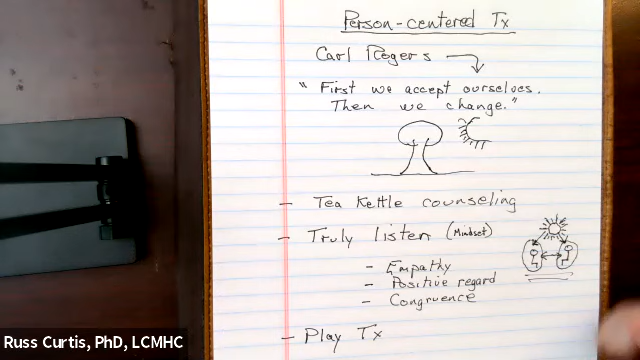 Person-centered Tx
Carl Rogers
"First we accept ourselves.
Then we change."
- Tea Kettle counseling
- Truly listen (Mindset)
- Empathy
- Positive regard
- Congruence
- Play Tx
Russ Curtis, PhD, LCMHC